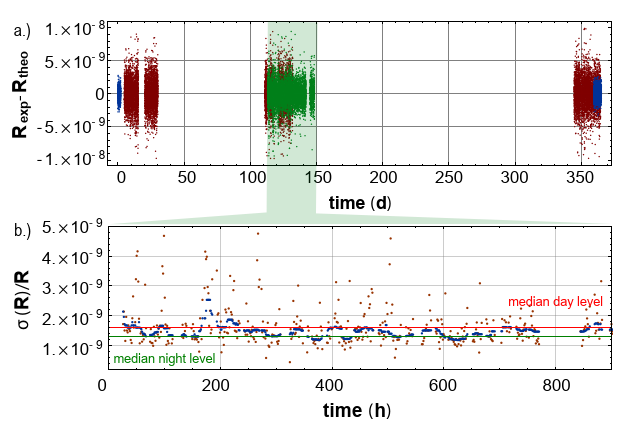 a.)
R exp-R theo
1.×10^-8
5.×10^-9
0
-5.×10^-9
-1.×10^-8
0 50 100 150 200 250 300 350
time (d)
b.)
σ (R)/R
5.×10^-9
4.×10^-9
3.×10^-9
2.×10^-9
1.×10^-9
median day level
median night level
0 200 400 600 800
time (h)